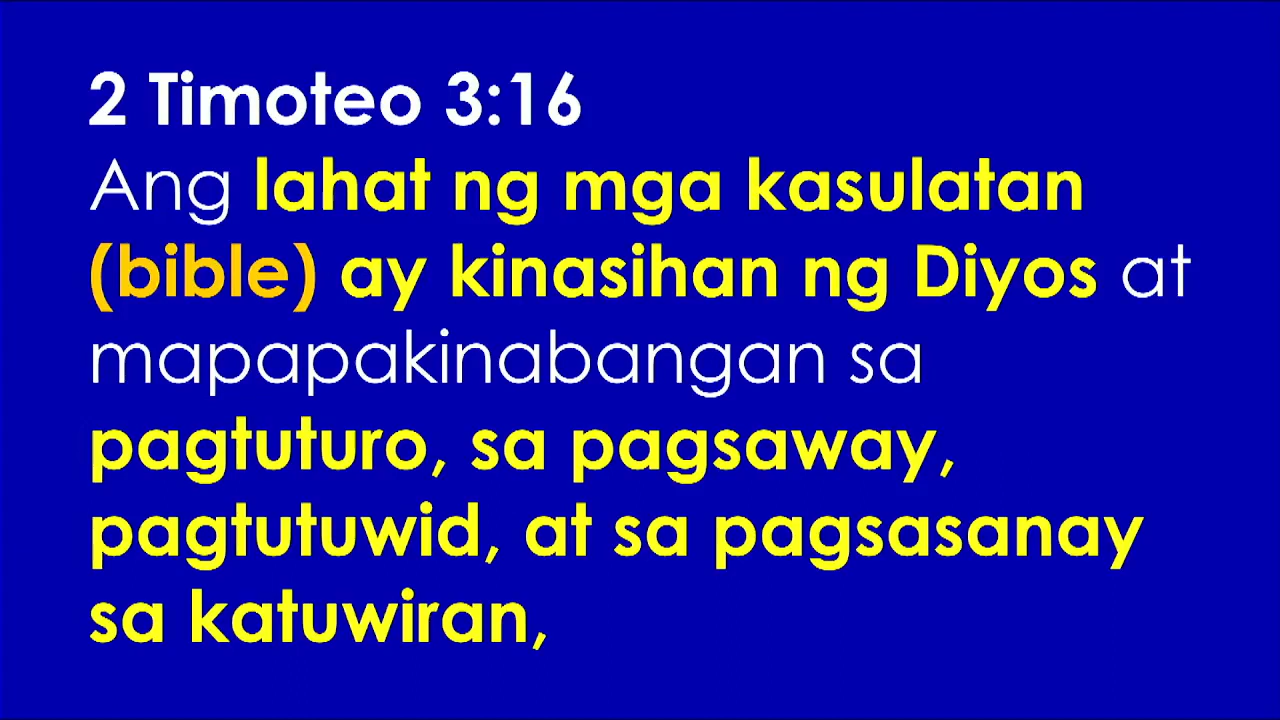 2 Timoteo 3:16
Ang lahat ng mga kasulatan
(bible) ay kinasihan ng Diyos at
mapapakinabangan sa
pagtuturo, sa pagsaway,
pagtutuwid, at sa pagsasanay
sa katuwiran,